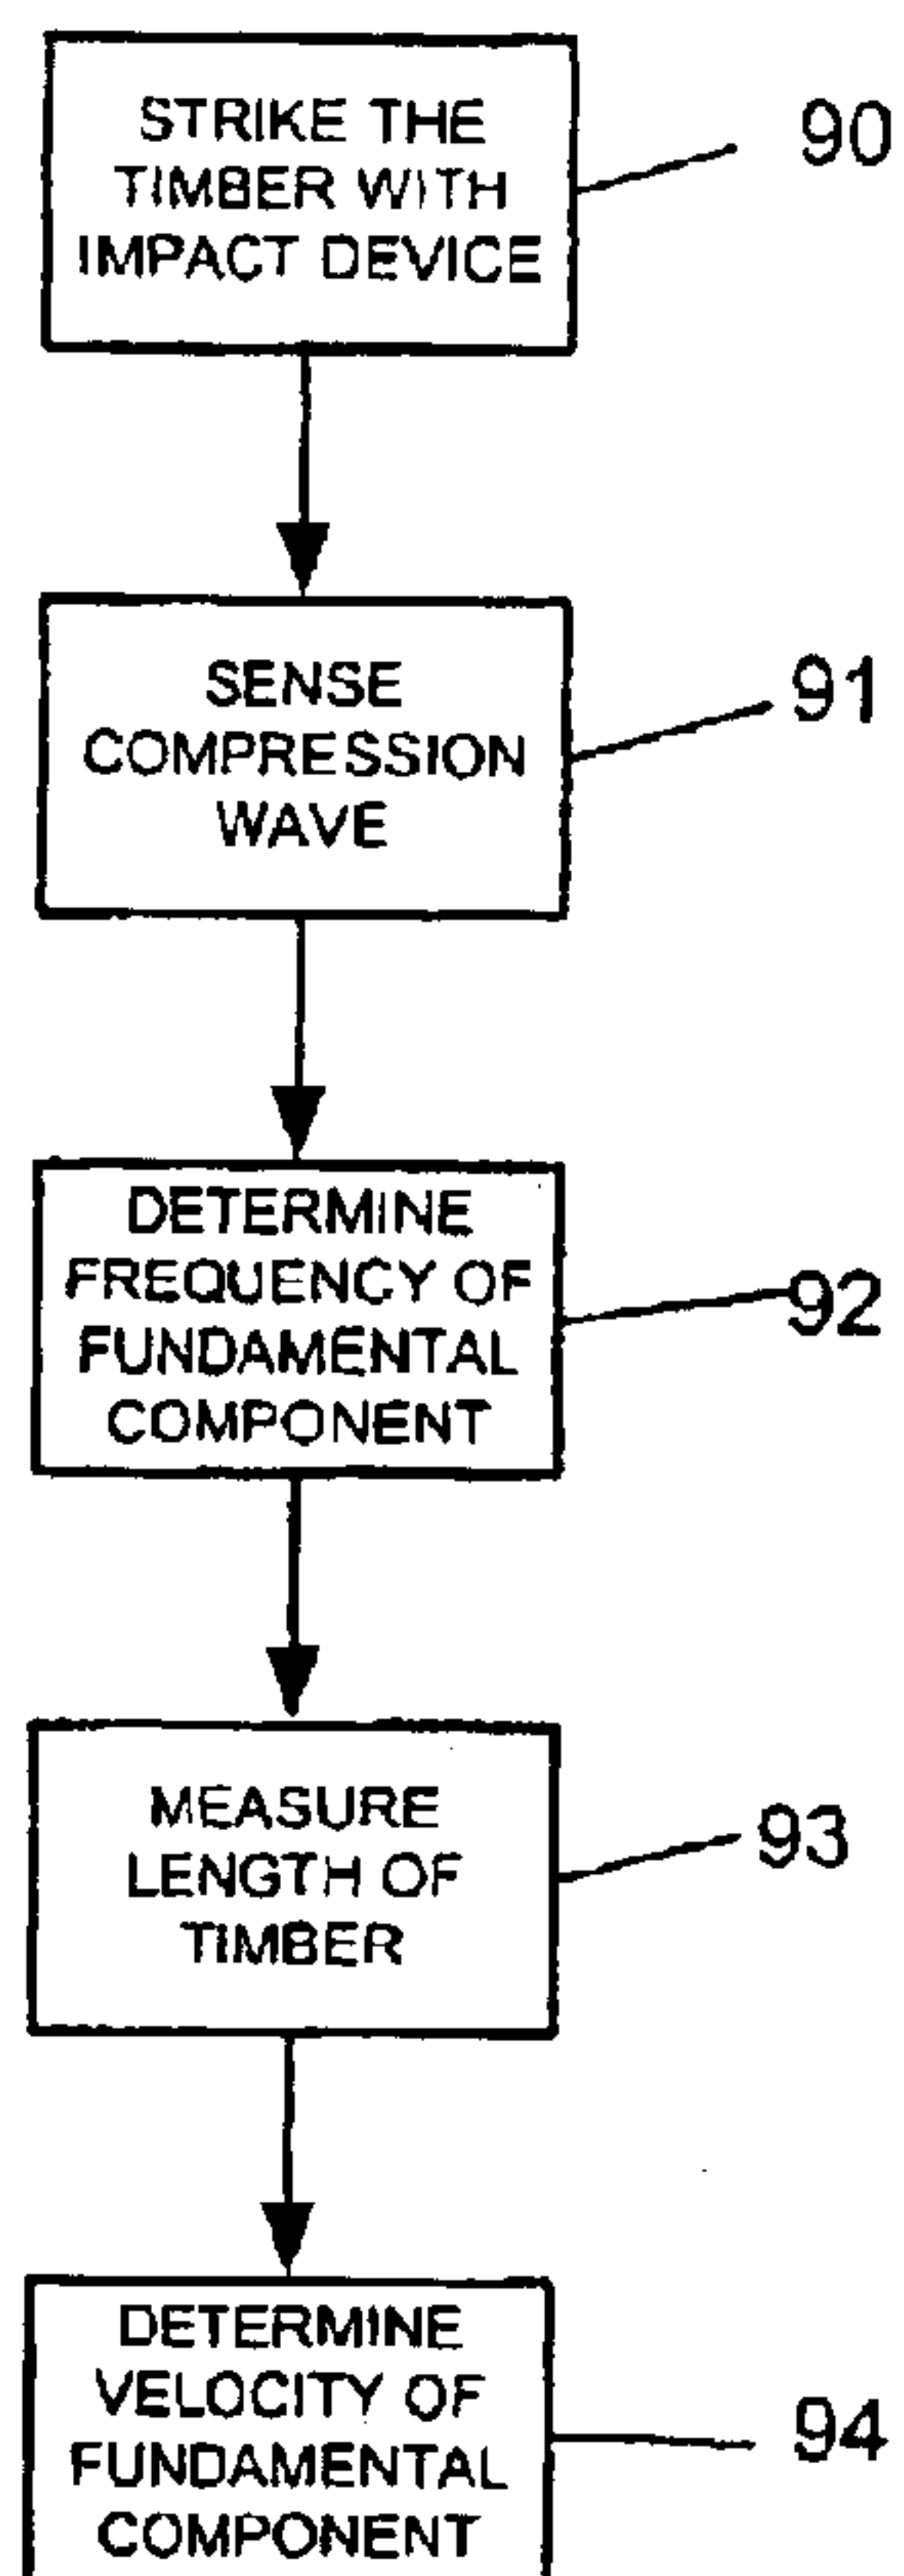 STRIKE THE
TIMBER WITH
IMPACT DEVICE
90
SENSE
COMPRESSION
WAVE
91
DETERMINE
FREQUENCY OF
FUNDAMENTAL
COMPONENT
92
MEASURE
LENGTH OF
TIMBER
93
DETERMINE
VELOCITY OF
FUNDAMENTAL
COMPONENT
94